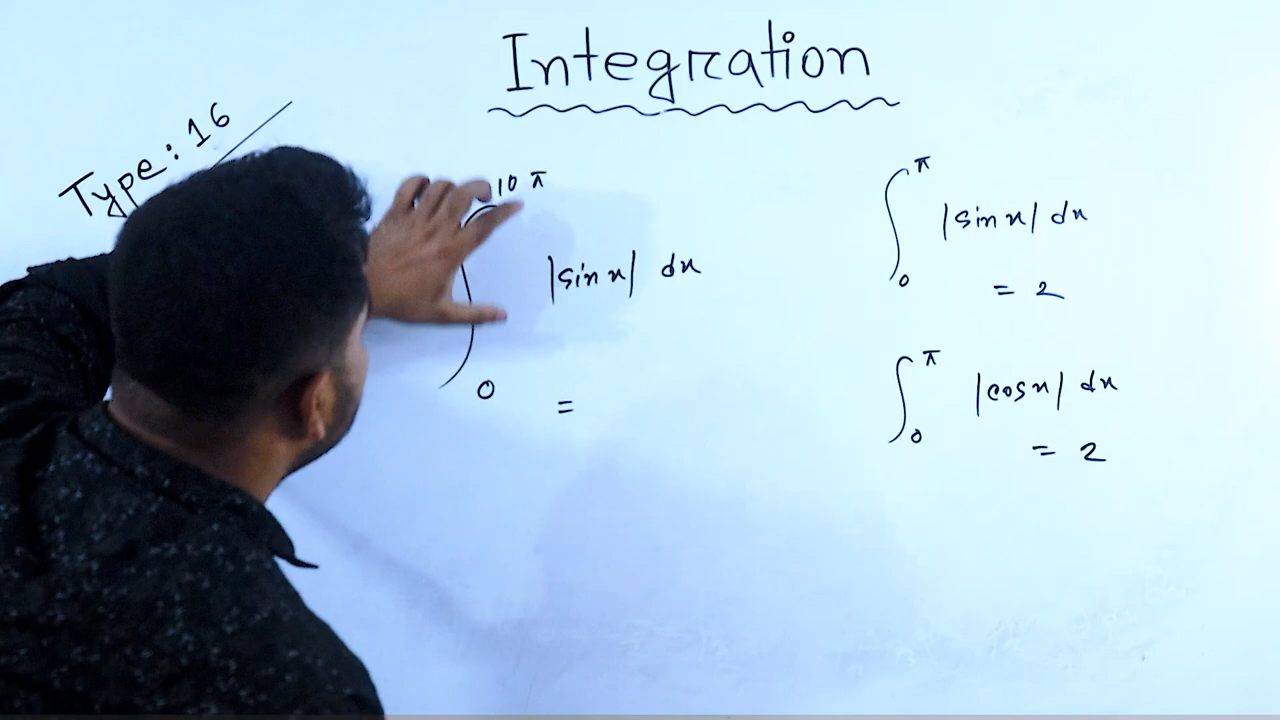 Integration
Type: 16
∫₀^10π |sin x| dx
=
∫₀^π |sin x| dx
= 2
∫₀^π |cos x| dx
= 2